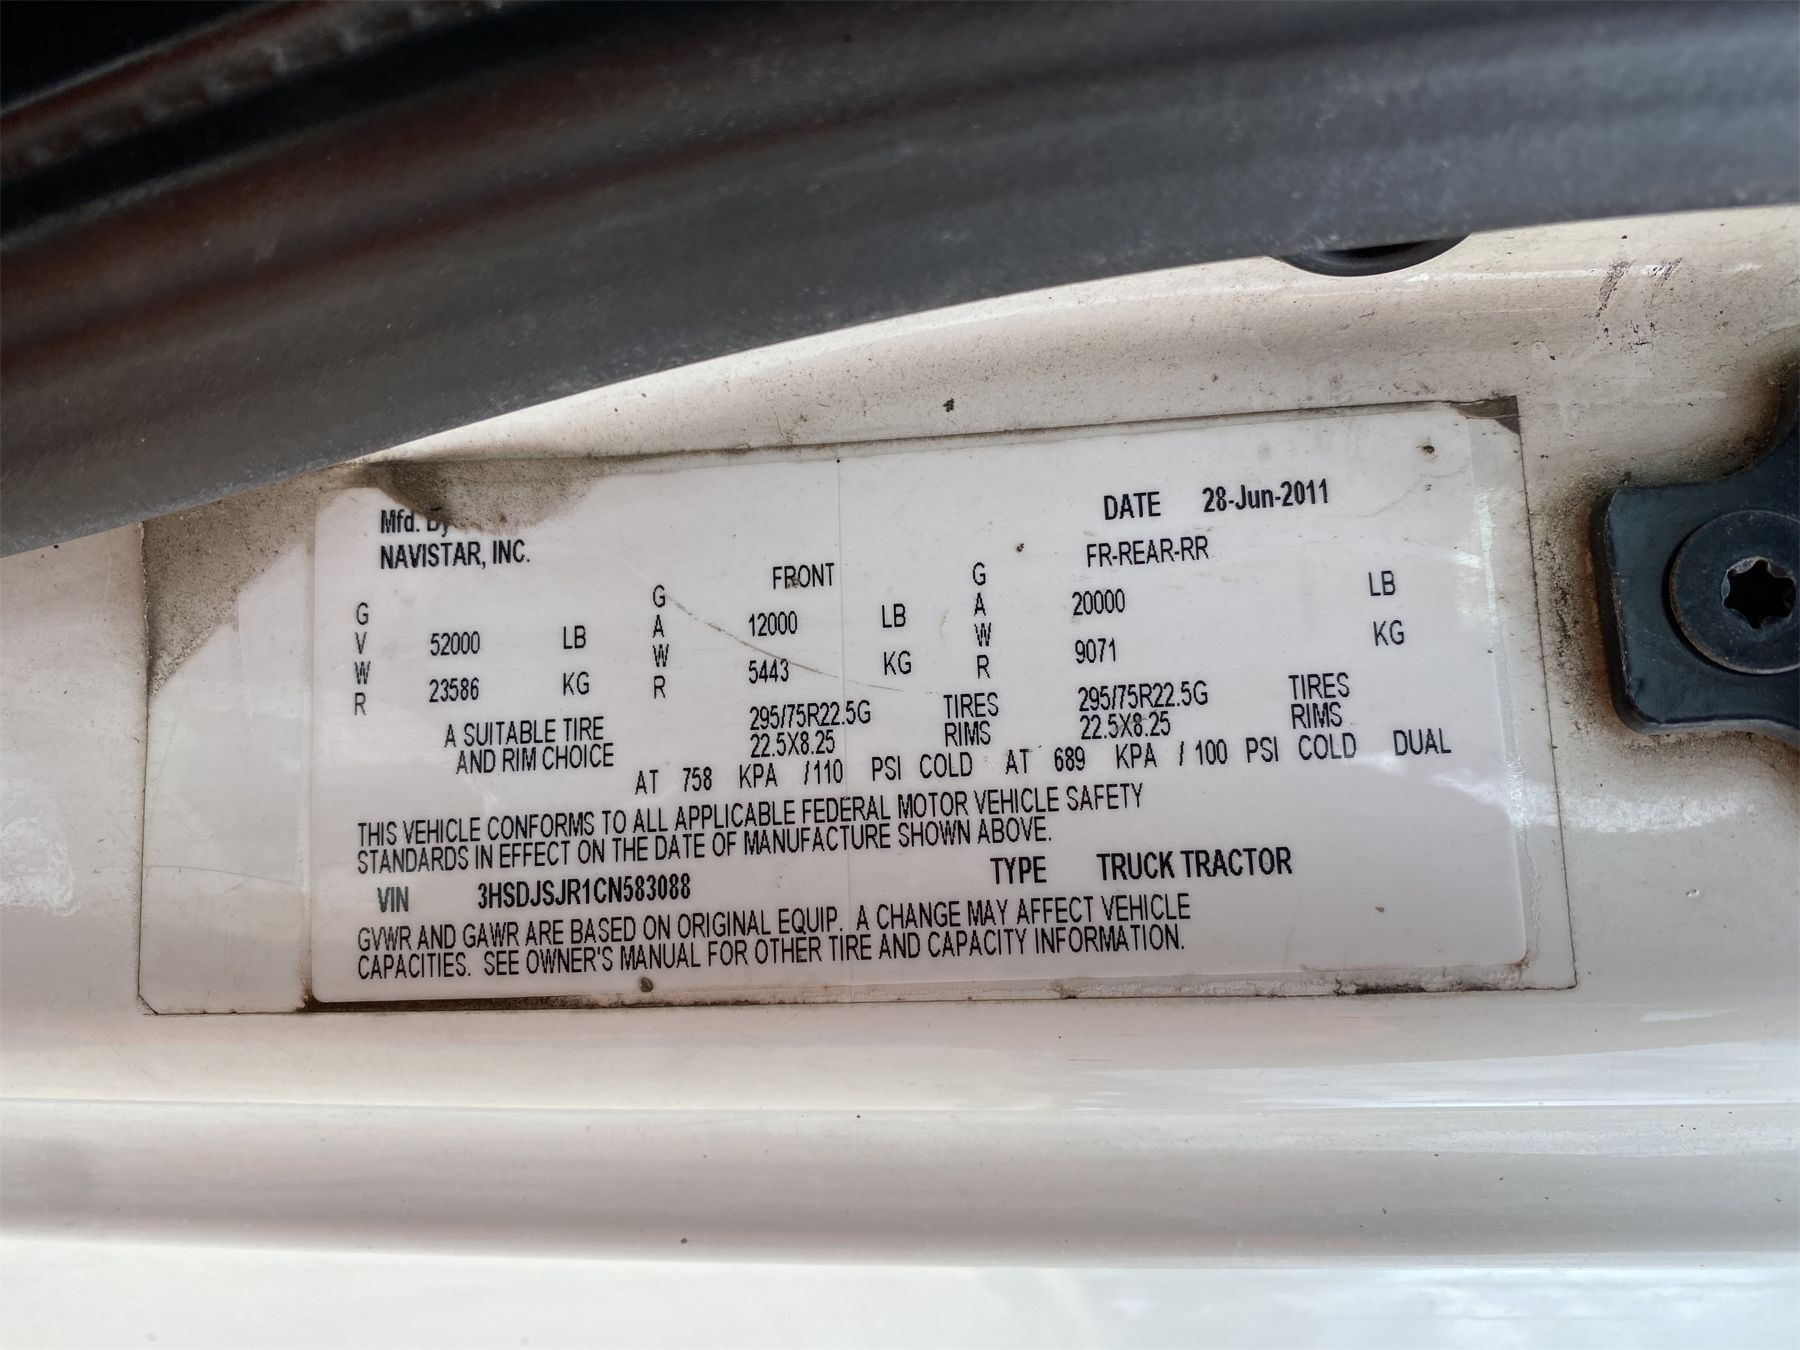 Mfd. By
NAVISTAR, INC.
DATE 28-Jun-2011
FRONT
FR-REAR-RR
GVWR
52000 LB
23586 KG
GAWR
12000 LB
5443 KG
GAWR
20000 LB
9071 KG
A SUITABLE TIRE
AND RIM CHOICE
295/75R22.5G TIRES 295/75R22.5G TIRES
22.5X8.25 RIMS 22.5X8.25 RIMS
AT 758 KPA /110 PSI COLD AT 689 KPA / 100 PSI COLD DUAL
THIS VEHICLE CONFORMS TO ALL APPLICABLE FEDERAL MOTOR VEHICLE SAFETY
STANDARDS IN EFFECT ON THE DATE OF MANUFACTURE SHOWN ABOVE.
VIN 3HSDJSJR1CN583088 TYPE TRUCK TRACTOR
GVWR AND GAWR ARE BASED ON ORIGINAL EQUIP. A CHANGE MAY AFFECT VEHICLE
CAPACITIES. SEE OWNER'S MANUAL FOR OTHER TIRE AND CAPACITY INFORMATION.